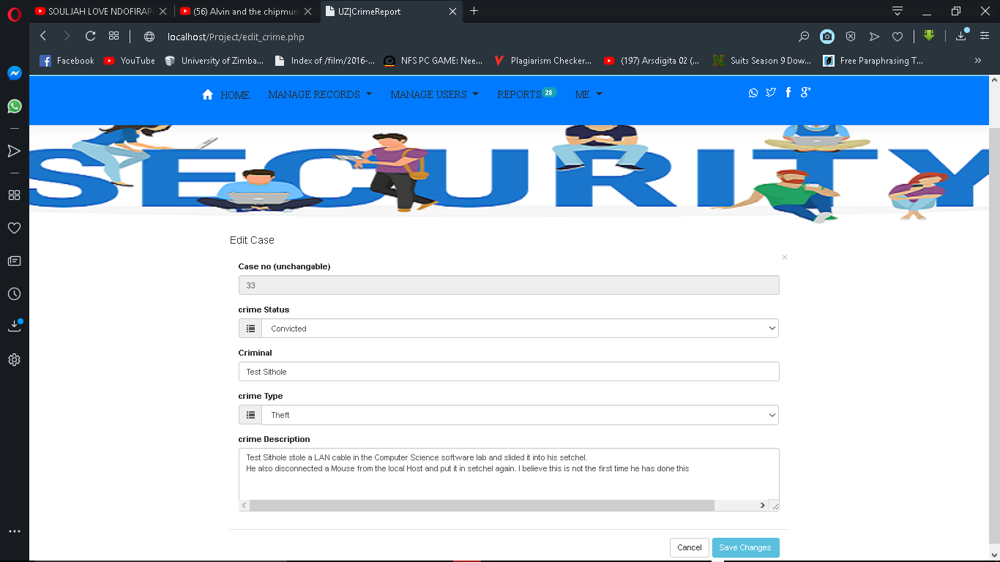 SOULJAH LOVE NDOFIRAP
(56) Alvin and the chipmun
UZ|CrimeReport
localhost/Project/edit_crime.php
Facebook
YouTube
University of Zimba...
Index of /film/2016-...
NFS PC GAME: Nee...
Plagiarism Checker...
(197) Arsdigita 02 (...
Suits Season 9 Dow...
Free Paraphrasing T...
HOME
MANAGE RECORDS
MANAGE USERS
REPORTS 28
ME
SECURITY
Edit Case
Case no (unchangable)
33
crime Status
Convicted
Criminal
Test Sithole
crime Type
Theft
crime Description
Test Sithole stole a LAN cable in the Computer Science software lab and slided it into his setchel.
He also disconnected a Mouse from the local Host and put it in setchel again. I believe this is not the first time he has done this
Cancel
Save Changes